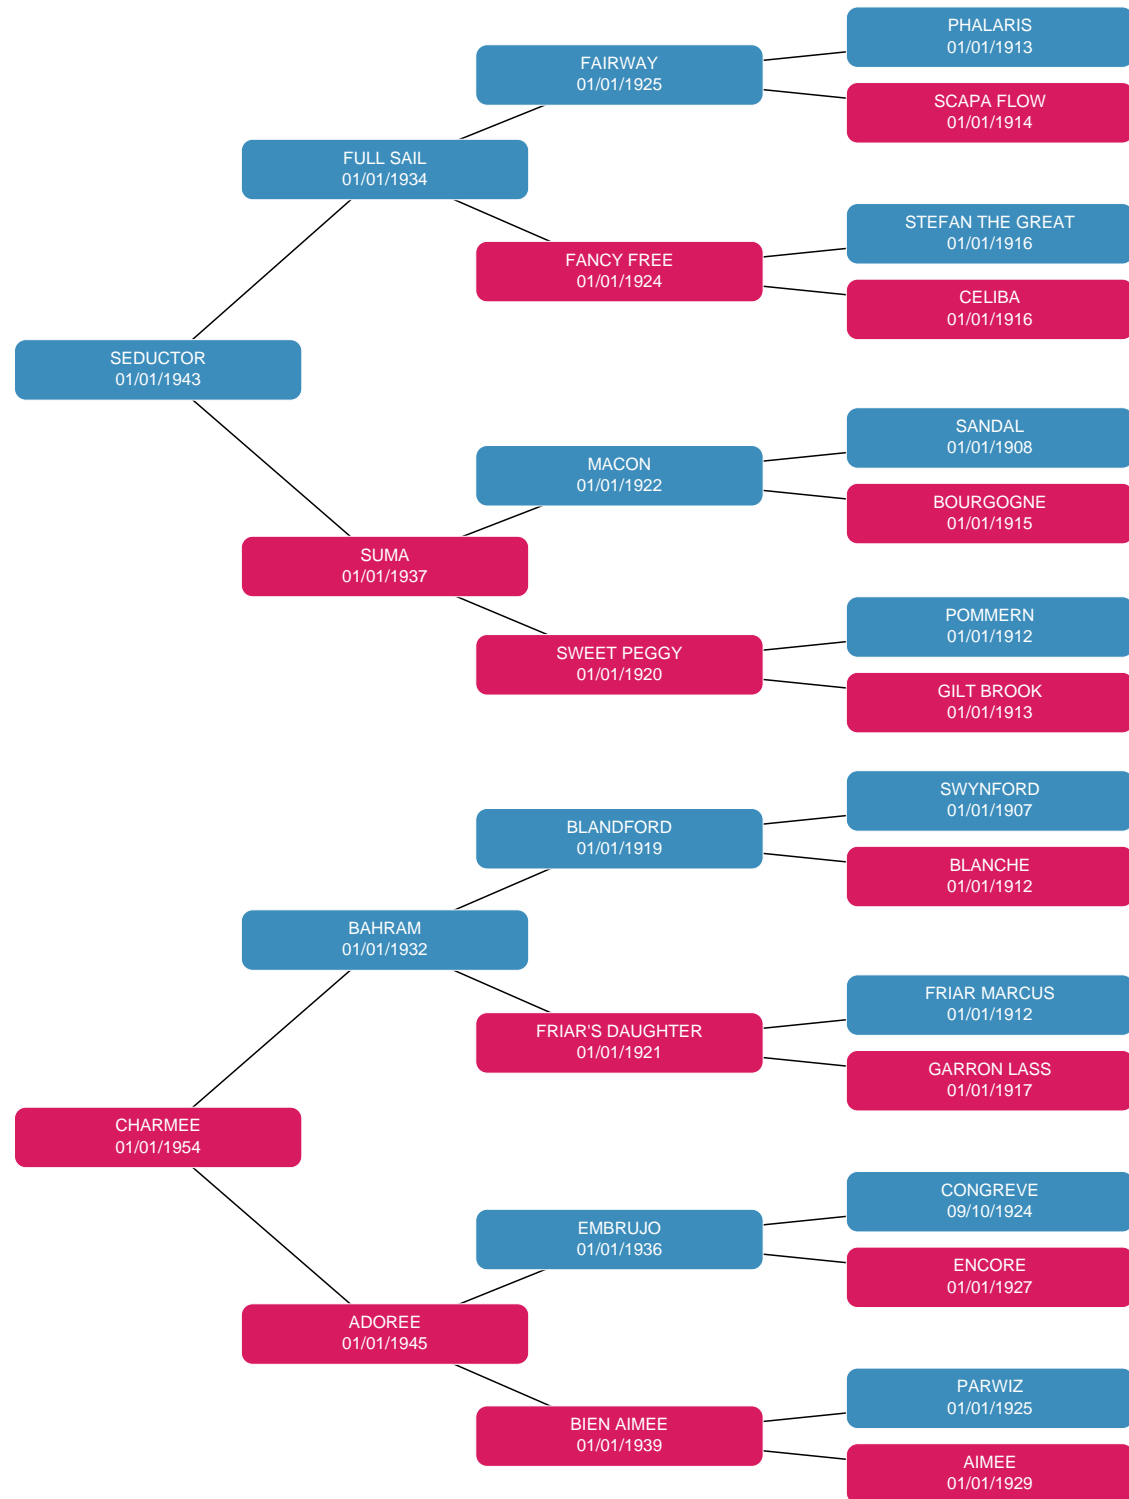 PHALARIS
01/01/1913
FAIRWAY
01/01/1925
SCAPA FLOW
01/01/1914
FULL SAIL
01/01/1934
STEFAN THE GREAT
01/01/1916
FANCY FREE
01/01/1924
CELIBA
01/01/1916
SEDUCTOR
01/01/1943
SANDAL
01/01/1908
MACON
01/01/1922
BOURGOGNE
01/01/1915
SUMA
01/01/1937
POMMERN
01/01/1912
SWEET PEGGY
01/01/1920
GILT BROOK
01/01/1913
SWYNFORD
01/01/1907
BLANDFORD
01/01/1919
BLANCHE
01/01/1912
BAHRAM
01/01/1932
FRIAR MARCUS
01/01/1912
FRIAR'S DAUGHTER
01/01/1921
GARRON LASS
01/01/1917
CHARMEE
01/01/1954
CONGREVE
09/10/1924
EMBRUJO
01/01/1936
ENCORE
01/01/1927
ADOREE
01/01/1945
PARWIZ
01/01/1925
BIEN AIMEE
01/01/1939
AIMEE
01/01/1929